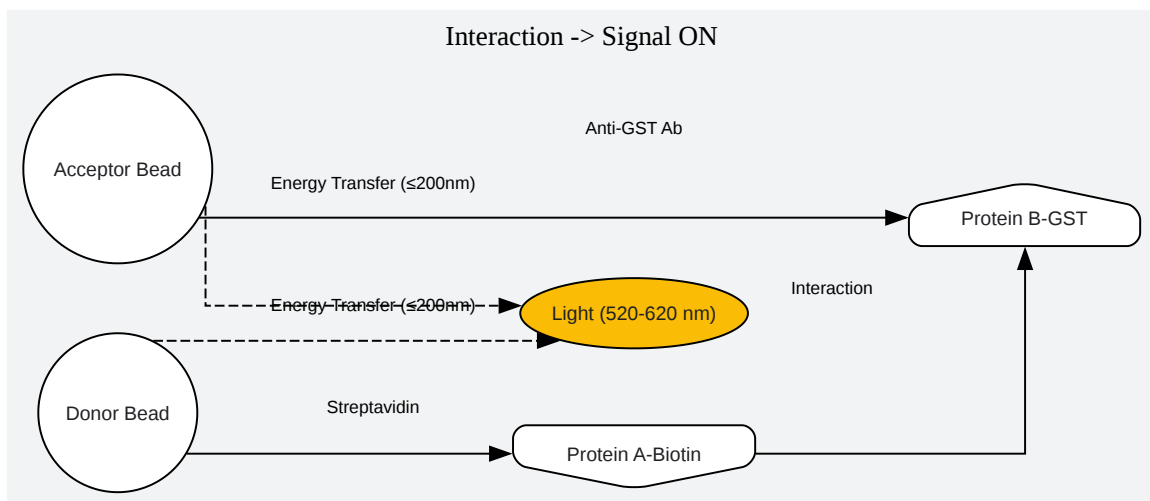 Interaction -> Signal ON
Anti-GST Ab
Acceptor Bead
Energy Transfer (≤200nm)
Protein B-GST
Interaction
Energy Transfer (≤200nm)
Light (520-620 nm)
Donor Bead
Streptavidin
Protein A-Biotin